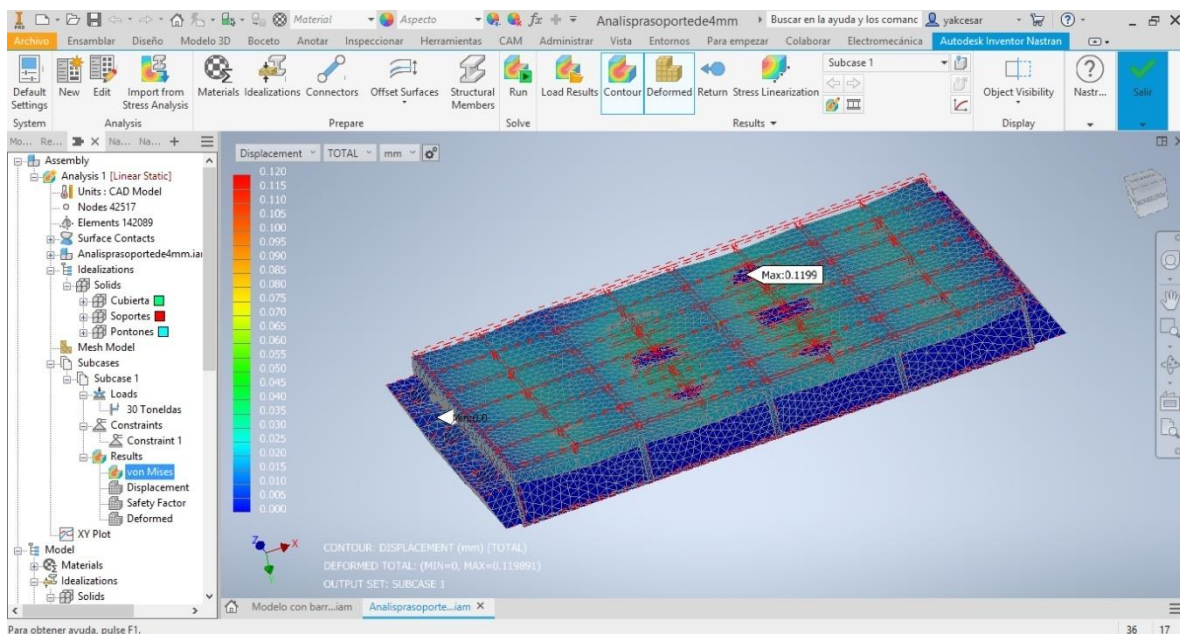 PRO
Material
Aspecto
Analisprasoportede4mm
Buscar en la ayuda y los comanc
yakcesar
Archivo Ensamblar Diseño Modelo 3D Boceto Anotar Inspeccionar Herramientas CAM Administrar Vista Entornos Para empezar Colaborar Electromecánica Autodesk Inventor Nastran
Default Settings
New
Edit
Import from Stress Analysis
Materials
Idealizations
Connectors
Offset Surfaces
Structural Members
Run
Load Results
Contour
Deformed
Return
Stress Linearization
Subcase 1
Object Visibility
Nastr...
Salir
System
Analysis
Prepare
Solve
Results
Display
Mo... Re... Na... Na...
Assembly
Analysis 1 [Linear Static]
Units : CAD Model
Nodes 42517
Elements 142089
Surface Contacts
Analisprasoportede4mm.iai
Idealizations
Solids
Cubierta
Soportes
Pontones
Mesh Model
Subcases
Subcase 1
Loads
30 Toneldas
Constraints
Constraint 1
Results
von Mises
Displacement
Safety Factor
Deformed
XY Plot
Model
Materials
Idealizations
Solids
Displacement TOTAL mm
0.120
0.115
0.110
0.105
0.100
0.095
0.090
0.085
0.080
0.075
0.070
0.065
0.060
0.055
0.050
0.045
0.040
0.035
0.030
0.025
0.020
0.015
0.010
0.005
0.000
Max:0.1199
Z X Y
CONTOUR: DISPLACEMENT (mm) [TOTAL]
DEFORMED TOTAL: (MIN=0, MAX=0.119891)
OUTPUT SET: SUBCASE 1
Modelo con barr...iam
Analisprasoporte...iam
Para obtener ayuda, pulse F1.
36 17